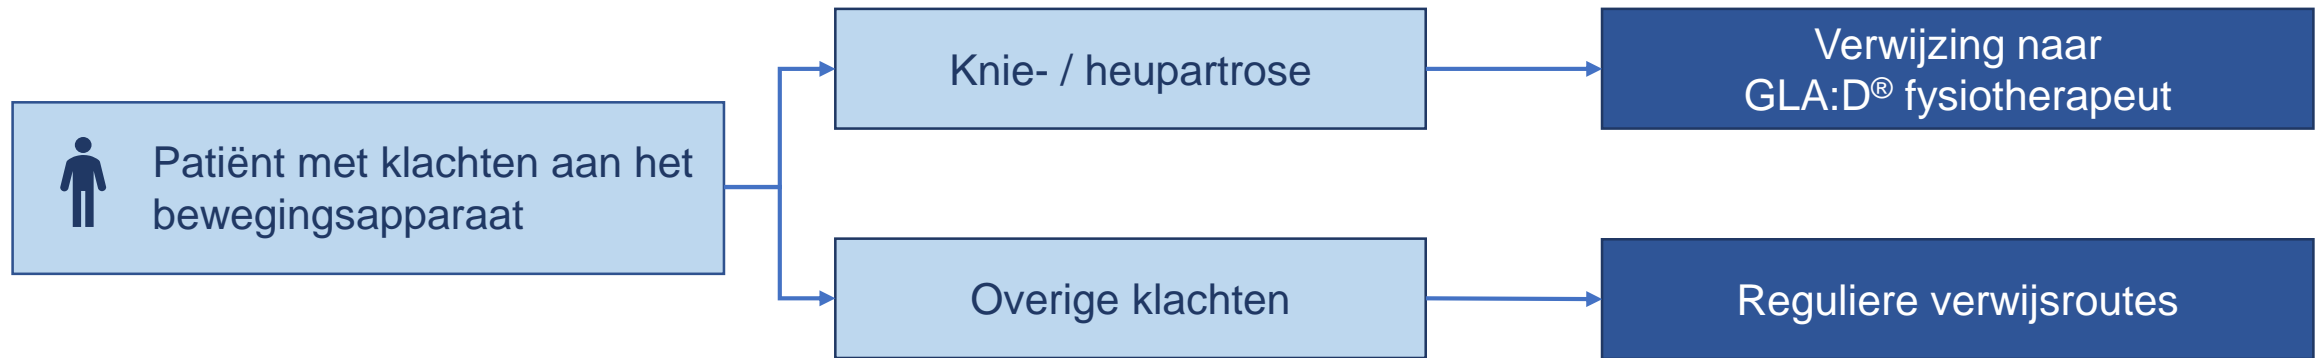 Patiënt met klachten aan het
bewegingsapparaat
Knie- / heupartrose
Verwijzing naar
GLA:D® fysiotherapeut
Overige klachten
Reguliere verwijsroutes